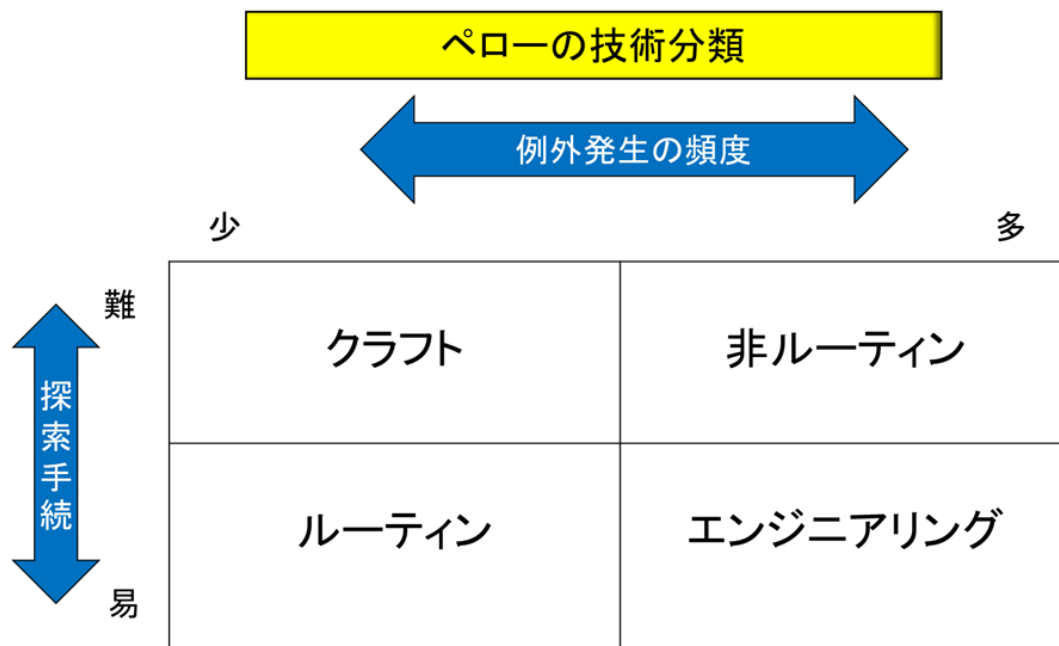 ペローの技術分類
例外発生の頻度
少
多
難
クラフト
非ルーティン
探索手続
ルーティン
エンジニアリング
易